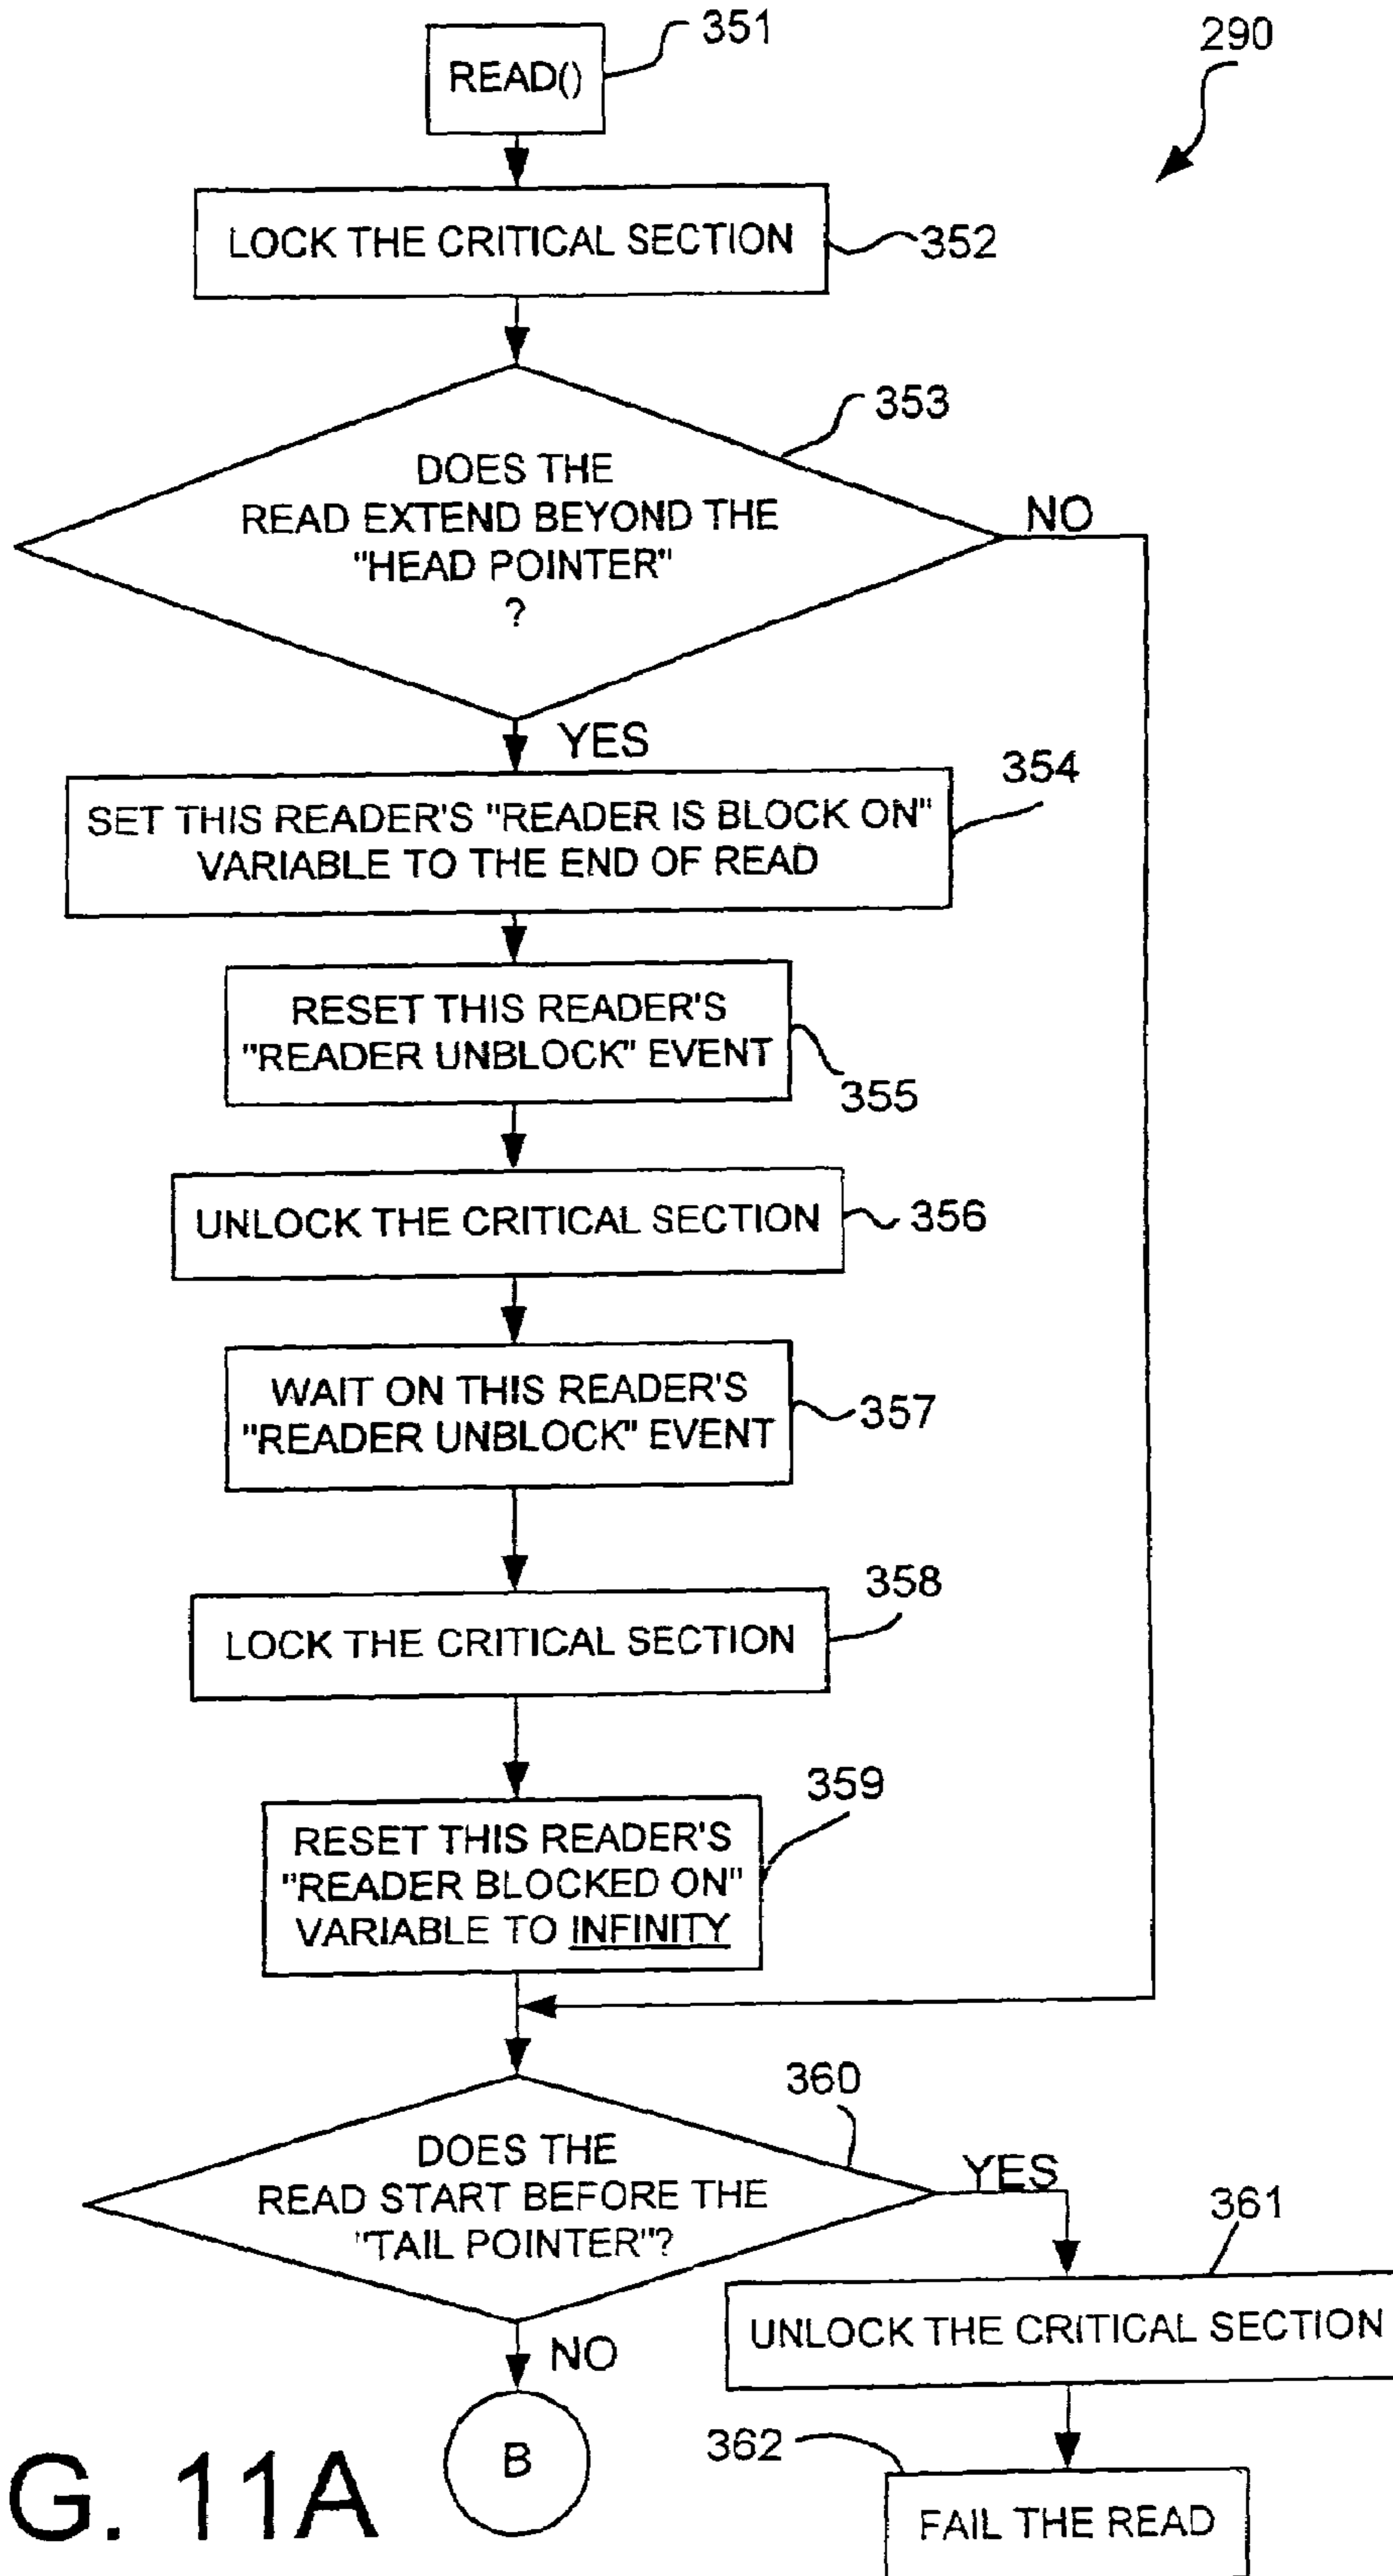 351
290
READ()
LOCK THE CRITICAL SECTION
352
353
DOES THE
READ EXTEND BEYOND THE
"HEAD POINTER"
?
NO
YES
354
SET THIS READER'S "READER IS BLOCK ON"
VARIABLE TO THE END OF READ
RESET THIS READER'S
"READER UNBLOCK" EVENT
355
UNLOCK THE CRITICAL SECTION
356
WAIT ON THIS READER'S
"READER UNBLOCK" EVENT
357
358
LOCK THE CRITICAL SECTION
359
RESET THIS READER'S
"READER BLOCKED ON"
VARIABLE TO INFINITY
360
DOES THE
READ START BEFORE THE
"TAIL POINTER"?
YES
361
UNLOCK THE CRITICAL SECTION
NO
B
362
FAIL THE READ
G. 11A